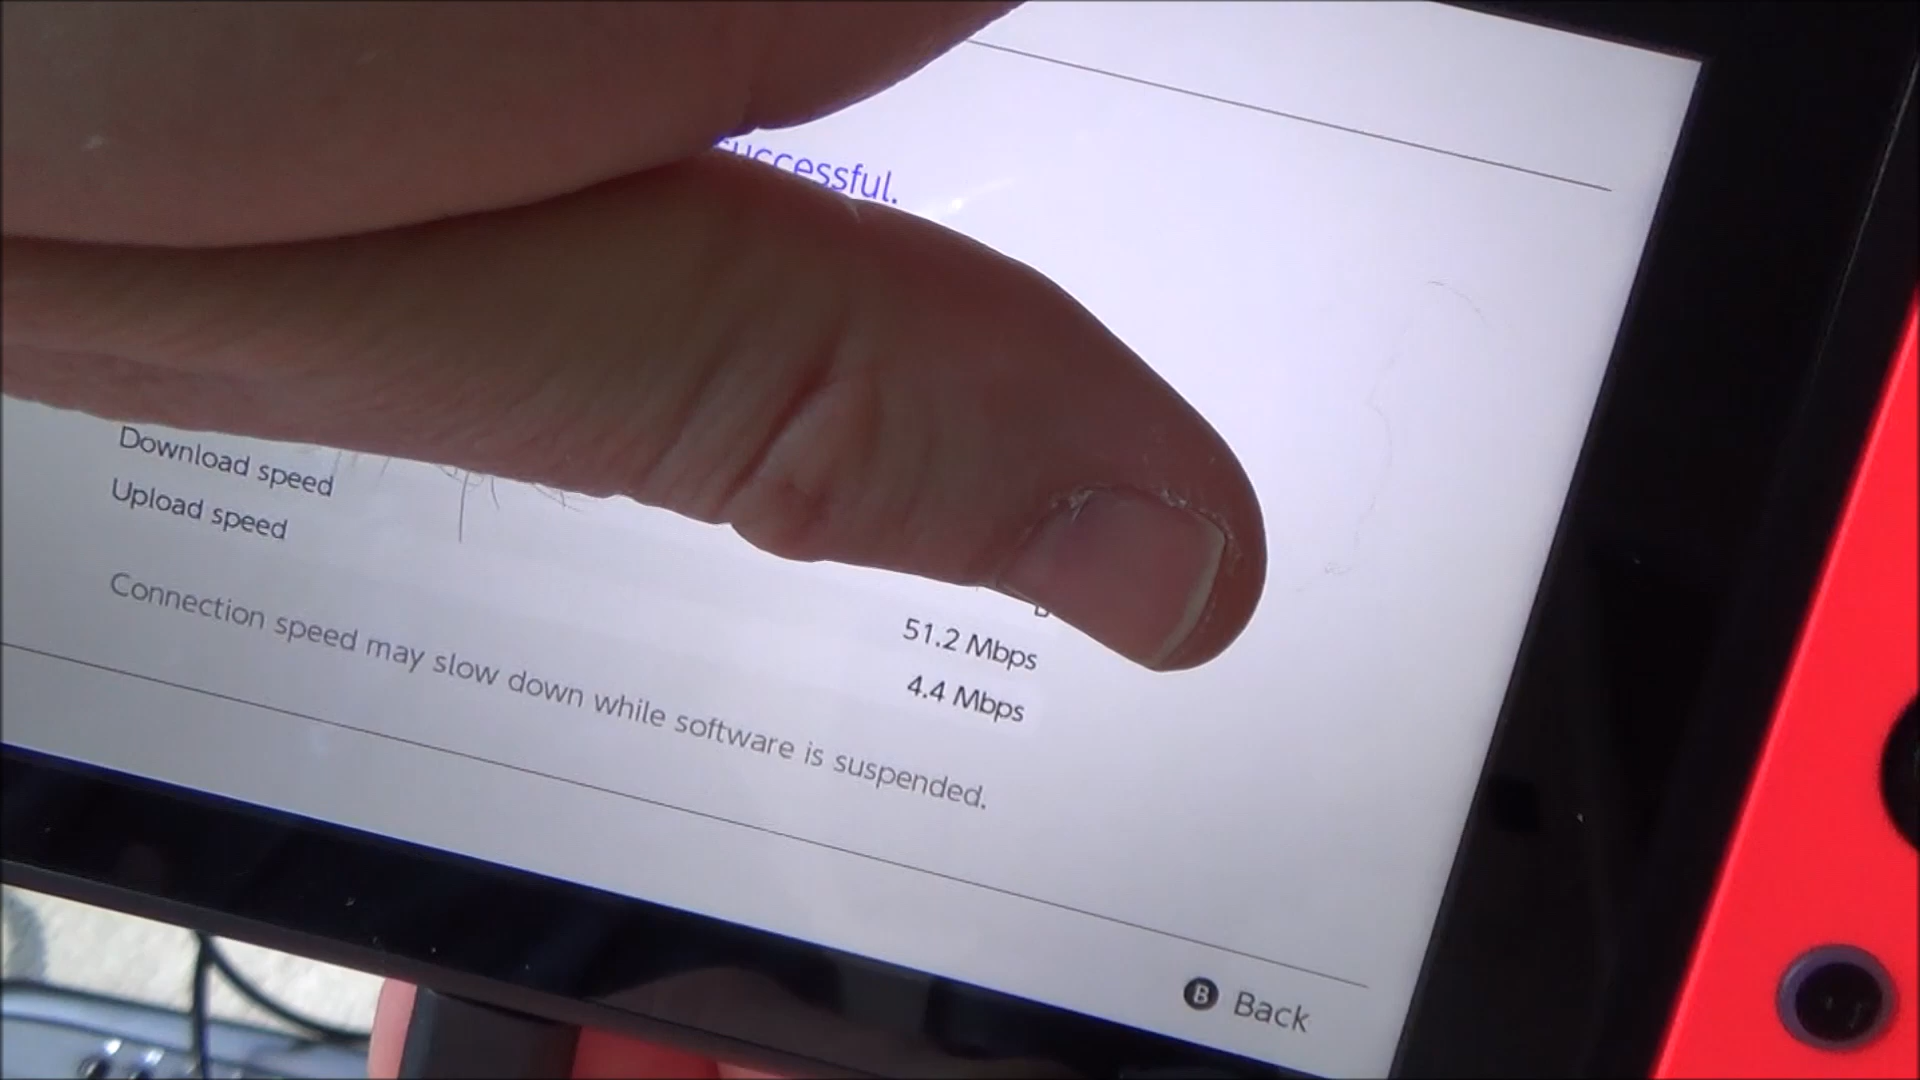 successful.
Download speed
51.2 Mbps
Upload speed
4.4 Mbps
Connection speed may slow down while software is suspended.
B Back